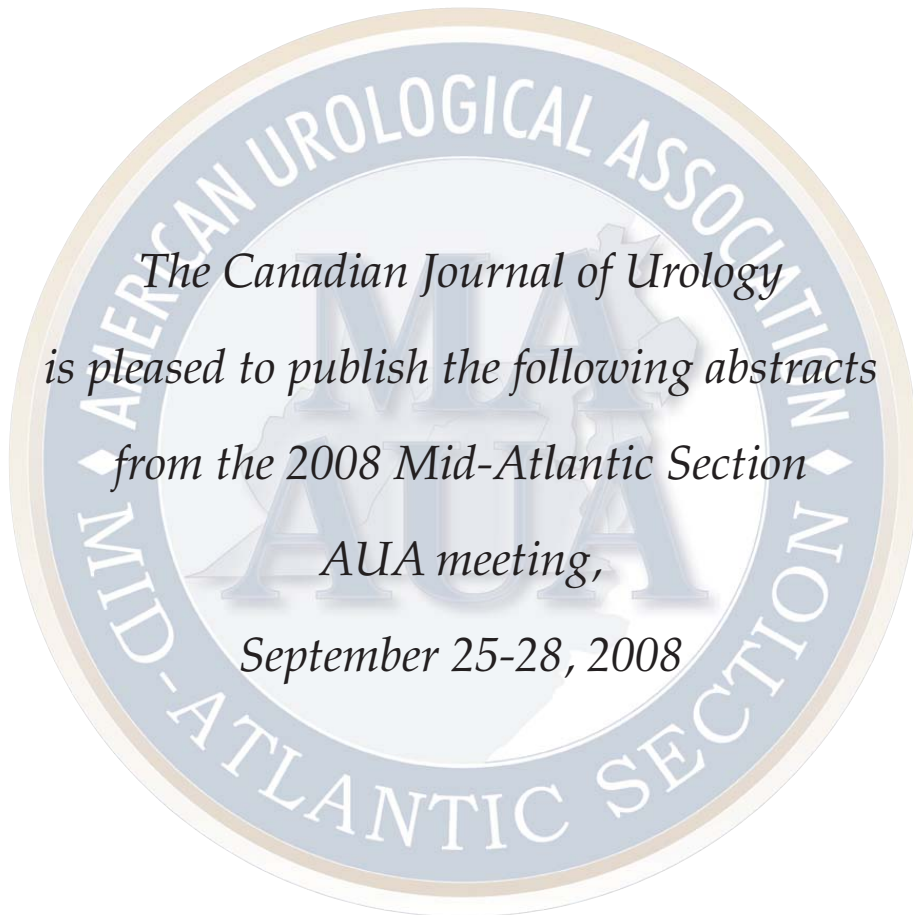 AMERICAN UROLOGICAL ASSOCIATION
The Canadian Journal of Urology
is pleased to publish the following abstracts
from the 2008 Mid-Atlantic Section
AUA meeting,
September 25-28, 2008
MA
AUA
MID-ATLANTIC SECTION